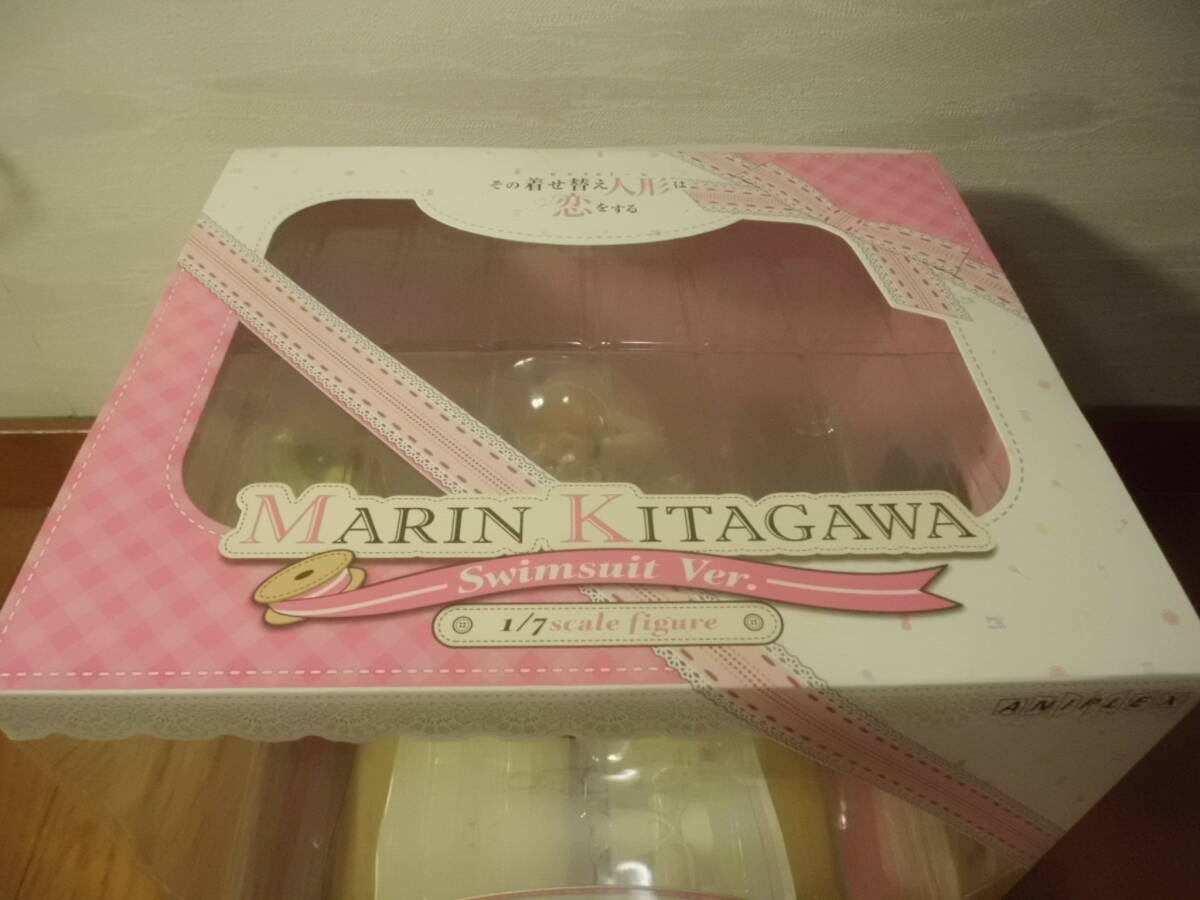 その着せ替え人形は
恋をする
MARIN KITAGAWA
Swimsuit Ver.
1/7 scale figure
ANIPLEX